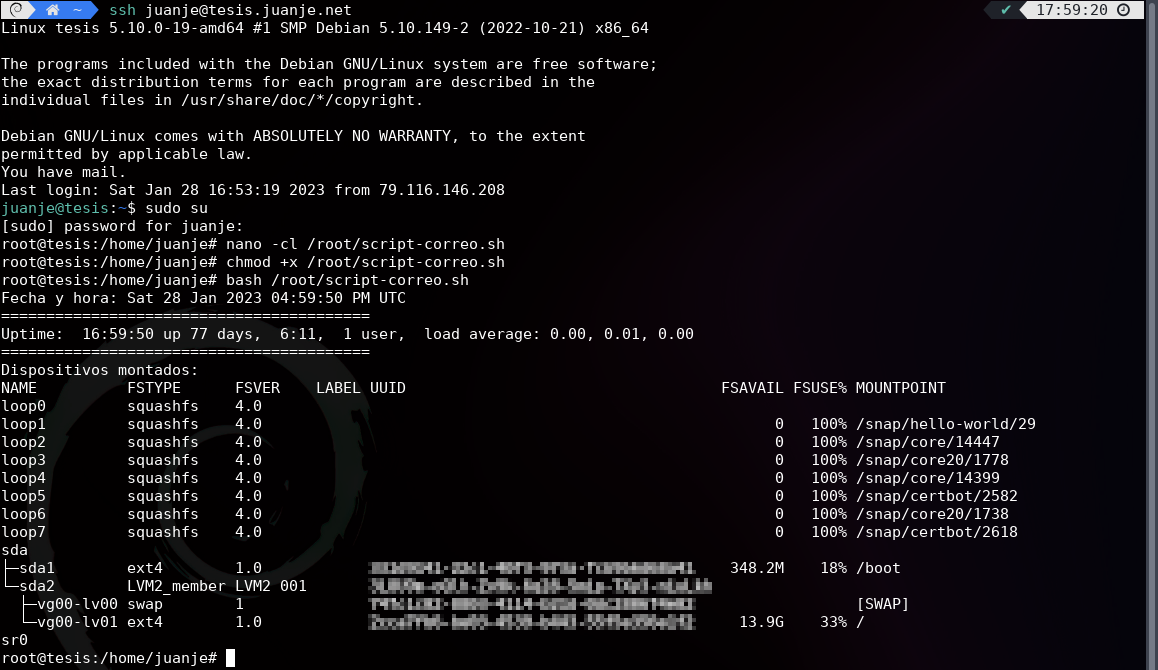 ~ ssh juanje@tesis.juanje.net ✔ 17:59:20
Linux tesis 5.10.0-19-amd64 #1 SMP Debian 5.10.149-2 (2022-10-21) x86_64
The programs included with the Debian GNU/Linux system are free software;
the exact distribution terms for each program are described in the
individual files in /usr/share/doc/*/copyright.
Debian GNU/Linux comes with ABSOLUTELY NO WARRANTY, to the extent
permitted by applicable law.
You have mail.
Last login: Sat Jan 28 16:53:19 2023 from 79.116.146.208
juanje@tesis:~$ sudo su
[sudo] password for juanje:
root@tesis:/home/juanje# nano -cl /root/script-correo.sh
root@tesis:/home/juanje# chmod +x /root/script-correo.sh
root@tesis:/home/juanje# bash /root/script-correo.sh
Fecha y hora: Sat 28 Jan 2023 04:59:50 PM UTC
=========================================
Uptime:  16:59:50 up 77 days,  6:11,  1 user,  load average: 0.00, 0.01, 0.00
=========================================
Dispositivos montados:
NAME          FSTYPE      FSVER    LABEL UUID                                   FSAVAIL FSUSE% MOUNTPOINT
loop0         squashfs    4.0
loop1         squashfs    4.0                                                         0   100% /snap/hello-world/29
loop2         squashfs    4.0                                                         0   100% /snap/core/14447
loop3         squashfs    4.0                                                         0   100% /snap/core20/1778
loop4         squashfs    4.0                                                         0   100% /snap/core/14399
loop5         squashfs    4.0                                                         0   100% /snap/certbot/2582
loop6         squashfs    4.0                                                         0   100% /snap/core20/1738
loop7         squashfs    4.0                                                         0   100% /snap/certbot/2618
sda
├─sda1        ext4        1.0                                                    348.2M    18% /boot
└─sda2        LVM2_member LVM2 001
  ├─vg00-lv00 swap        1                                                                    [SWAP]
  └─vg00-lv01 ext4        1.0                                                     13.9G    33% /
sr0
root@tesis:/home/juanje#